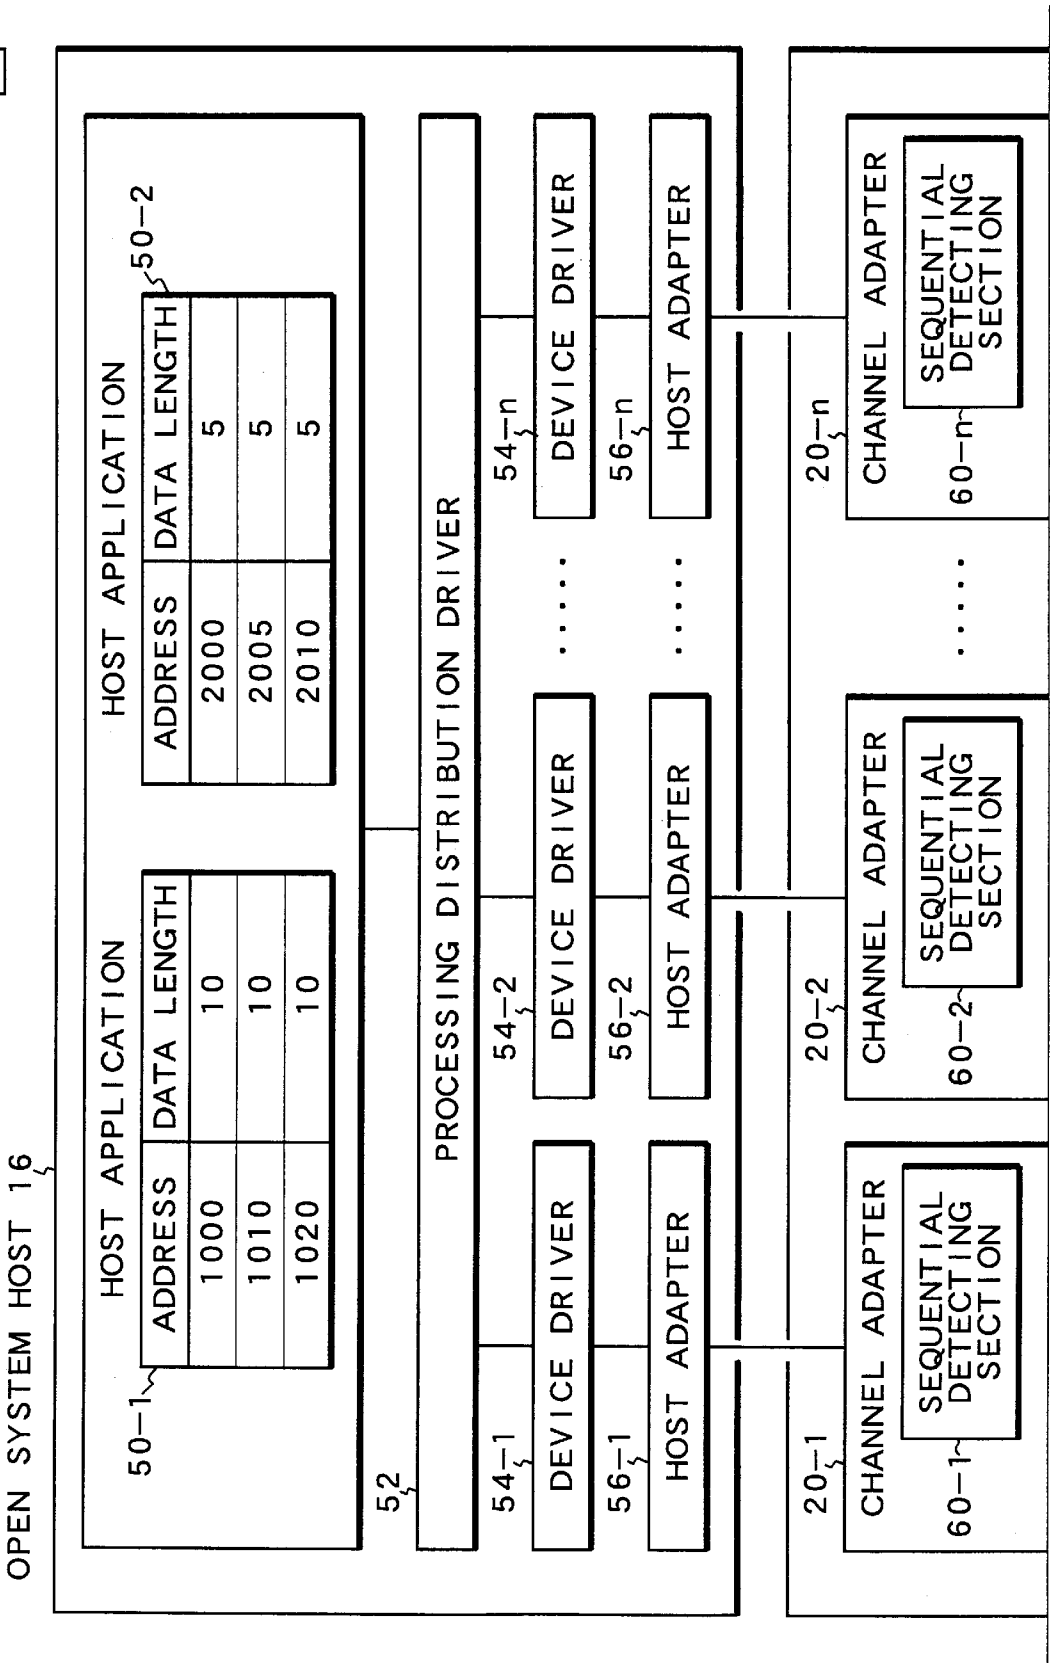 OPEN SYSTEM HOST 16
HOST APPLICATION
HOST APPLICATION
50-1
ADDRESS DATA LENGTH
1000 10
1010 10
1020 10
50-2
ADDRESS DATA LENGTH
2000 5
2005 5
2010 5
52
PROCESSING DISTRIBUTION DRIVER
54-1
54-2
54-n
DEVICE DRIVER
DEVICE DRIVER
.....
DEVICE DRIVER
56-1
56-2
56-n
HOST ADAPTER
HOST ADAPTER
.....
HOST ADAPTER
20-1
20-2
20-n
CHANNEL ADAPTER
CHANNEL ADAPTER
CHANNEL ADAPTER
60-1
SEQUENTIAL
DETECTING
SECTION
60-2
SEQUENTIAL
DETECTING
SECTION
.....
60-n
SEQUENTIAL
DETECTING
SECTION